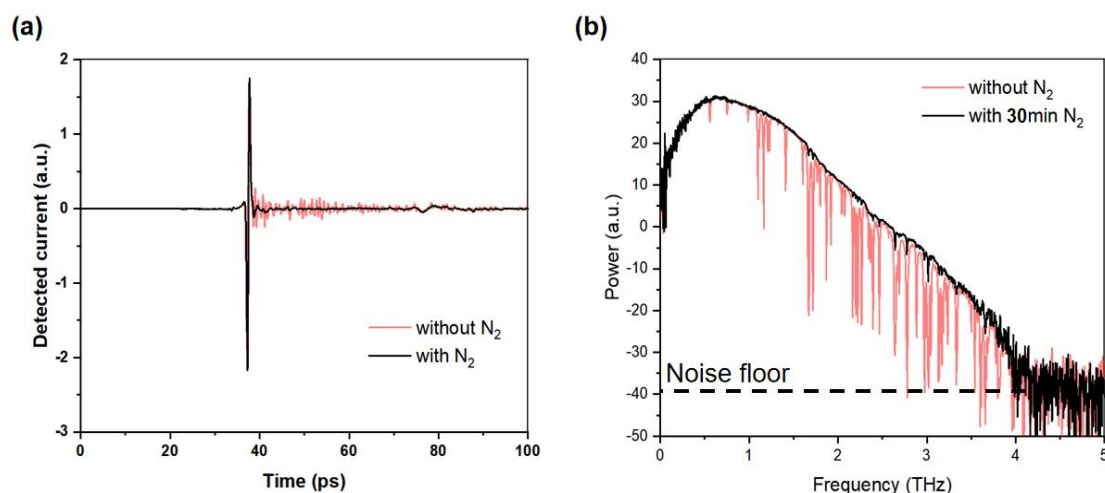 (a)
2
1
0
-1
-2
-3
Detected current (a.u.)
without N2
with N2
0
20
40
60
80
100
Time (ps)
(b)
40
30
20
10
0
-10
-20
-30
-40
-50
Power (a.u.)
without N2
with 30min N2
Noise floor
0
1
2
3
4
5
Frequency (THz)